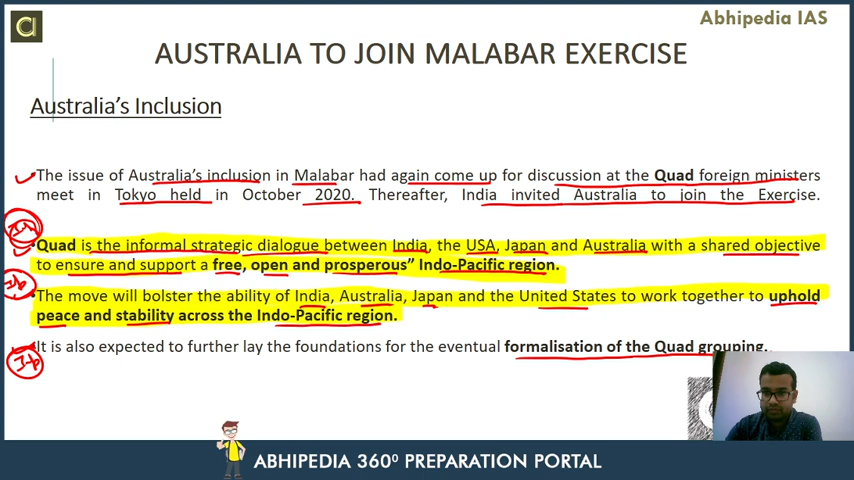 Abhipedia IAS
AUSTRALIA TO JOIN MALABAR EXERCISE
Australia's Inclusion
The issue of Australia's inclusion in Malabar had again come up for discussion at the Quad foreign ministers
meet in Tokyo held in October 2020. Thereafter, India invited Australia to join the Exercise.
Quad is the informal strategic dialogue between India, the USA, Japan and Australia with a shared objective
to ensure and support a free, open and prosperous" Indo-Pacific region.
The move will bolster the ability of India, Australia, Japan and the United States to work together to uphold
peace and stability across the Indo-Pacific region.
It is also expected to further lay the foundations for the eventual formalisation of the Quad grouping.
ABHIPEDIA 360⁰ PREPARATION PORTAL